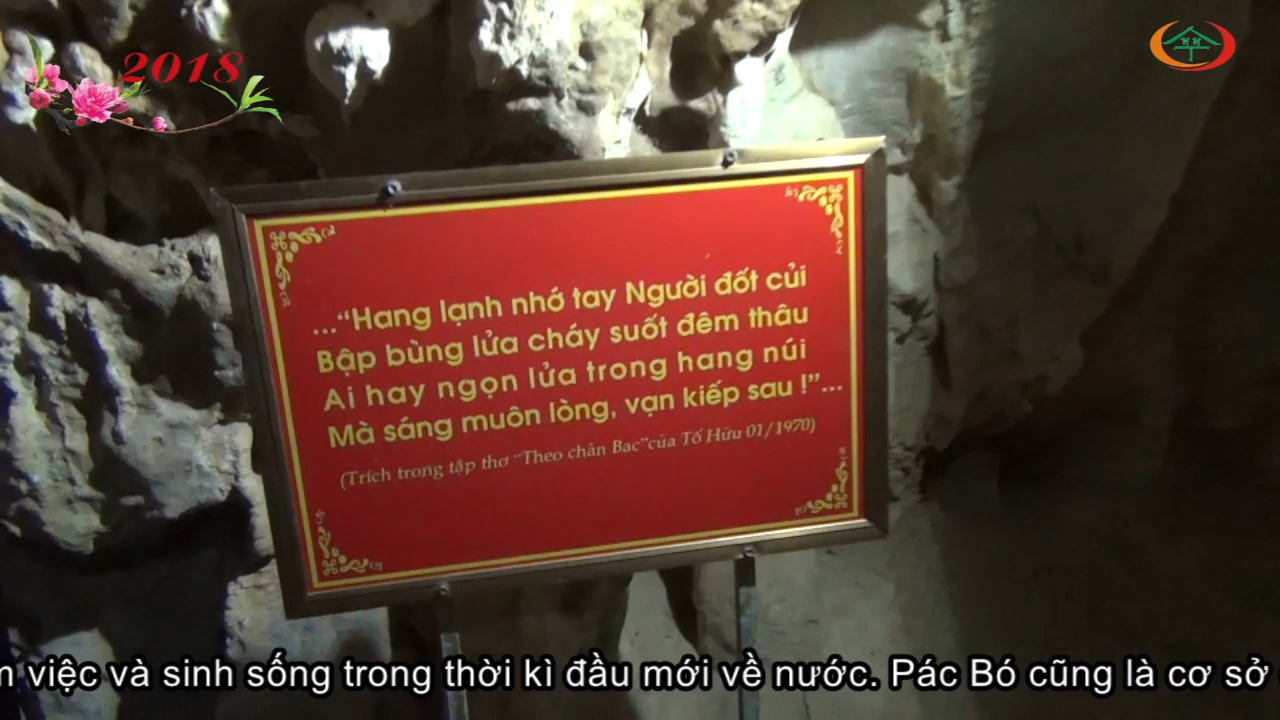 2018
..."Hang lạnh nhớ tay Người đốt củi
Bập bùng lửa cháy suốt đêm thâu
Ai hay ngọn lửa trong hang núi
Mà sáng muôn lòng, vạn kiếp sau !"...
(Trích trong tập thơ "Theo chân Bac"của Tố Hữu 01/1970)
việc và sinh sống trong thời kì đầu mới về nước. Pác Bó cũng là cơ sở